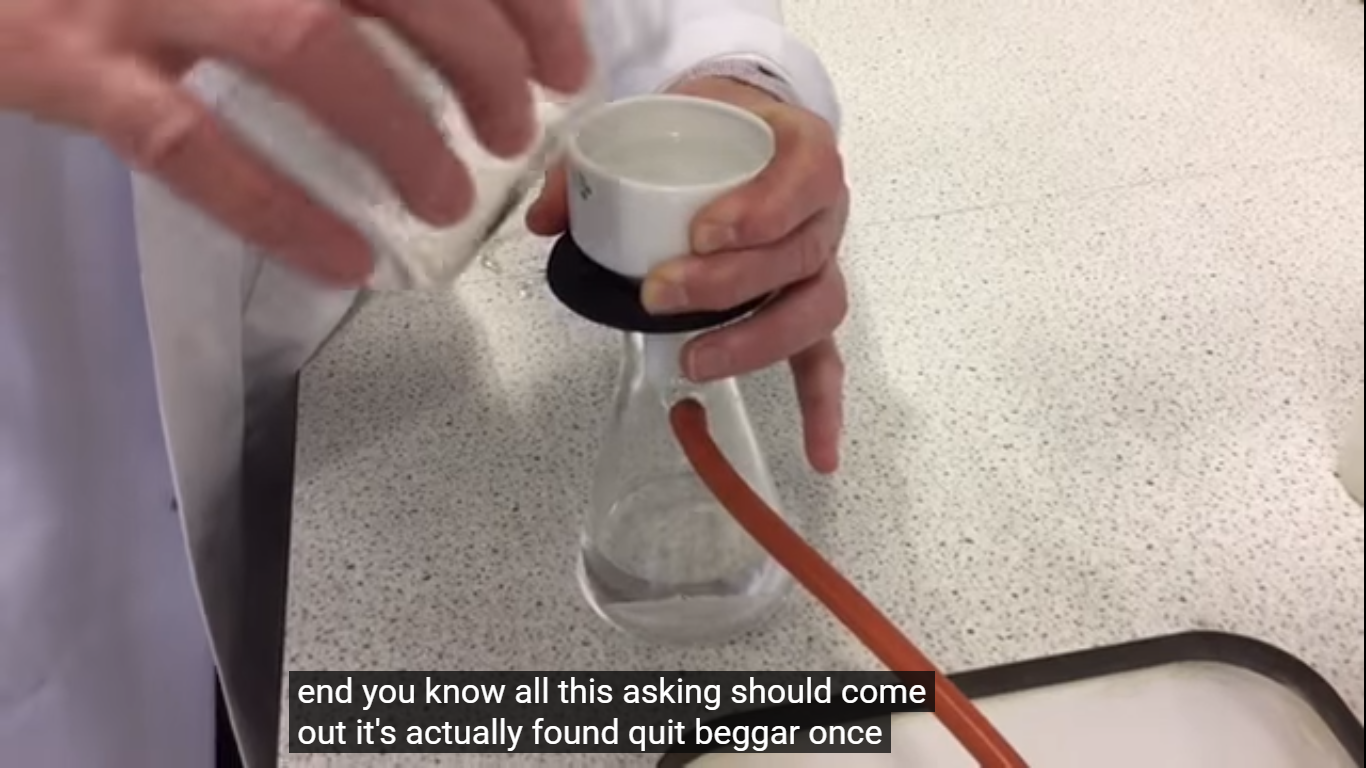 end you know all this asking should come
out it's actually found quit beggar once